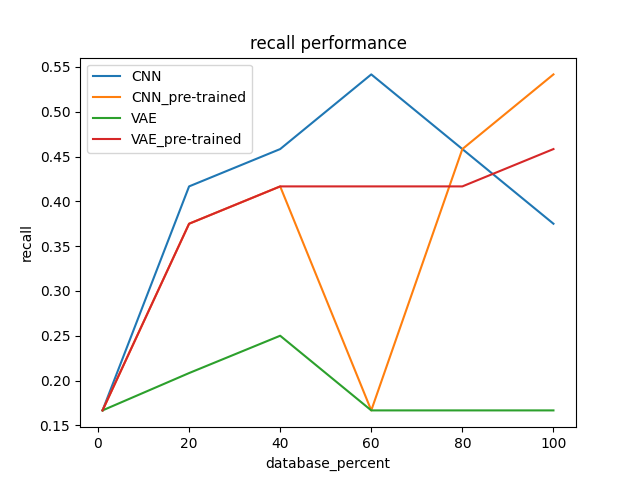 recall performance
CNN
CNN_pre-trained
VAE
VAE_pre-trained
recall
0.55
0.50
0.45
0.40
0.35
0.30
0.25
0.20
0.15
0 20 40 60 80 100
database_percent